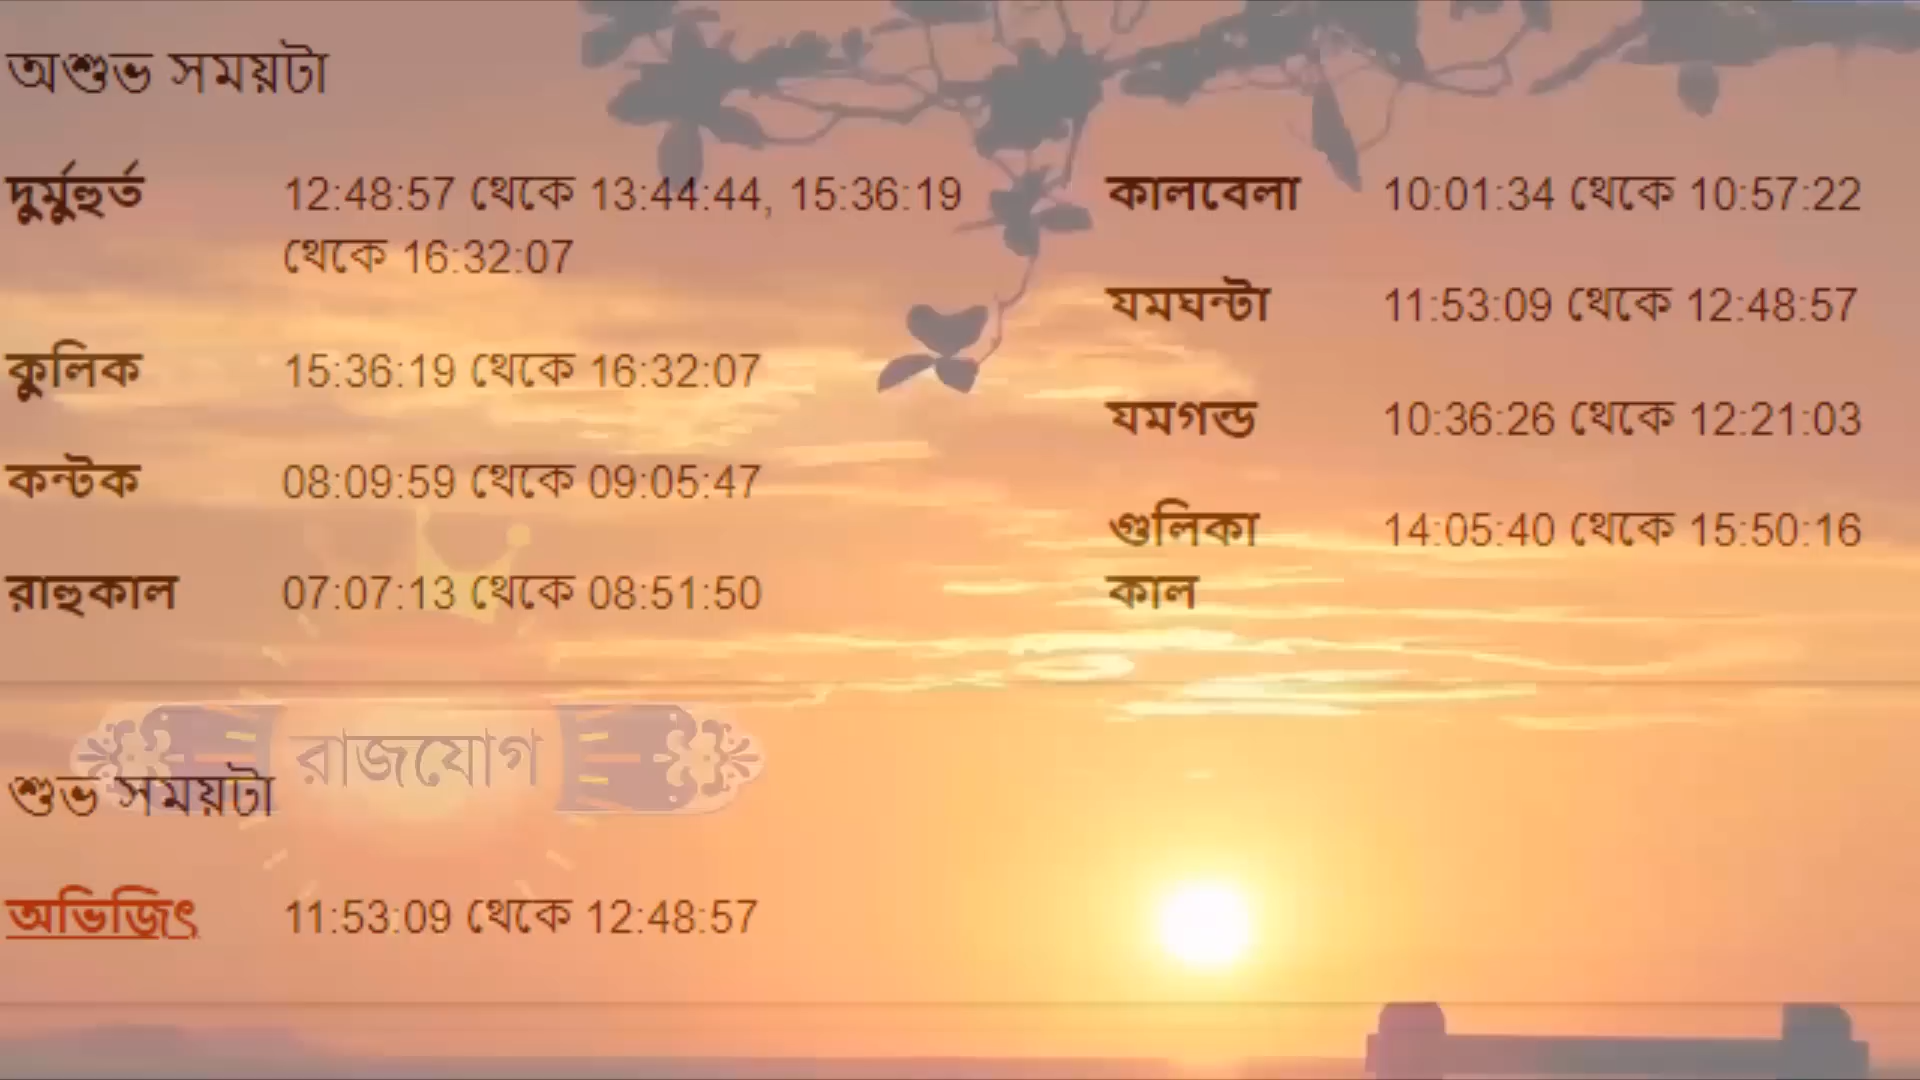 অশুভ সময়টা
দুর্মুহুর্ত 12:48:57 থেকে 13:44:44, 15:36:19
থেকে 16:32:07
কুলিক 15:36:19 থেকে 16:32:07
কন্টক 08:09:59 থেকে 09:05:47
রাহুকাল 07:07:13 থেকে 08:51:50
কালবেলা 10:01:34 থেকে 10:57:22
যমঘন্টা 11:53:09 থেকে 12:48:57
যমগন্ড 10:36:26 থেকে 12:21:03
গুলিকা 14:05:40 থেকে 15:50:16
কাল
রাজযোগ
শুভ সময়টা
অভিজিৎ 11:53:09 থেকে 12:48:57